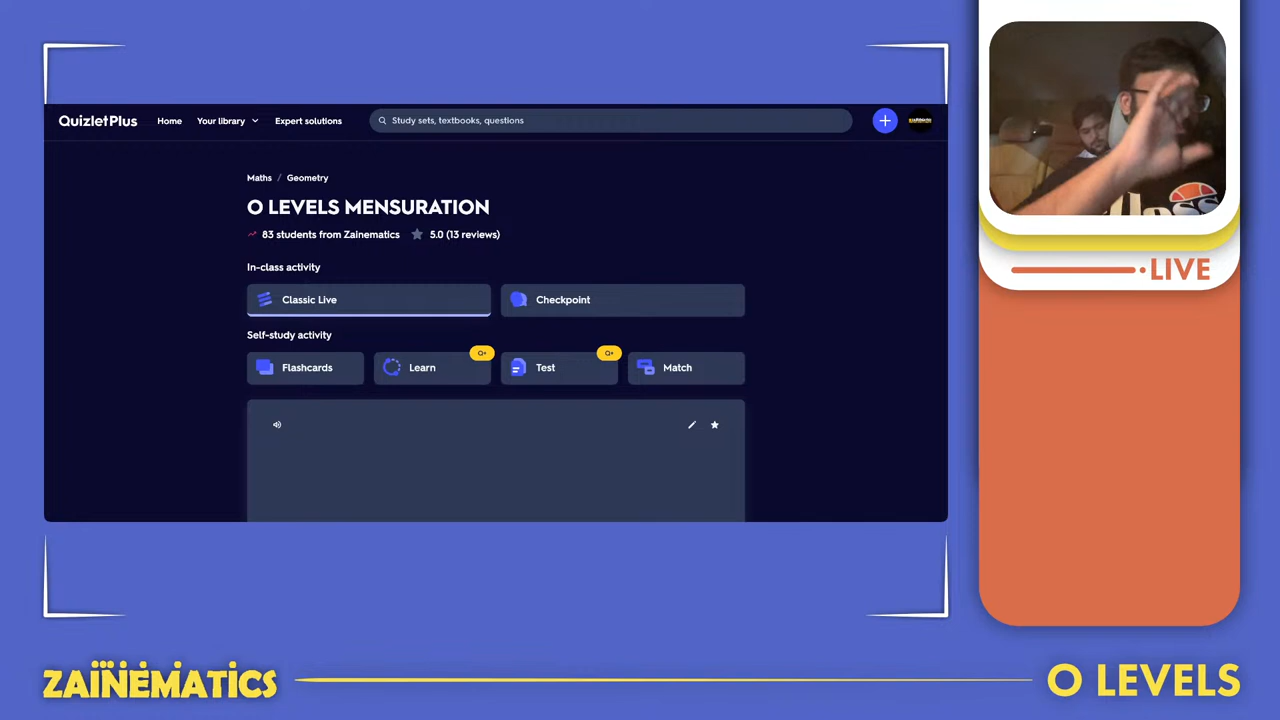 QuizletPlus
Home
Your library
Expert solutions
Study sets, textbooks, questions
Maths / Geometry
O LEVELS MENSURATION
83 students from Zainematics
5.0 (13 reviews)
In-class activity
Classic Live
Checkpoint
Self-study activity
Flashcards
Learn
Q+
Test
Q+
Match
LIVE
ZAINEMATICS
O LEVELS